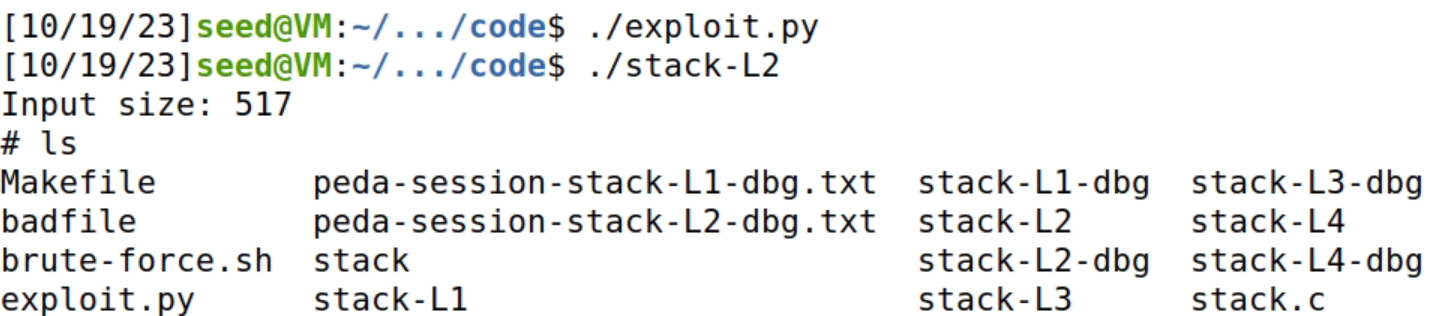 [10/19/23]seed@VM:~/.../code$ ./exploit.py
[10/19/23]seed@VM:~/.../code$ ./stack-L2
Input size: 517
# ls
Makefile        peda-session-stack-L1-dbg.txt  stack-L1-dbg  stack-L3-dbg
badfile         peda-session-stack-L2-dbg.txt  stack-L2      stack-L4
brute-force.sh  stack                          stack-L2-dbg  stack-L4-dbg
exploit.py      stack-L1                       stack-L3      stack.c